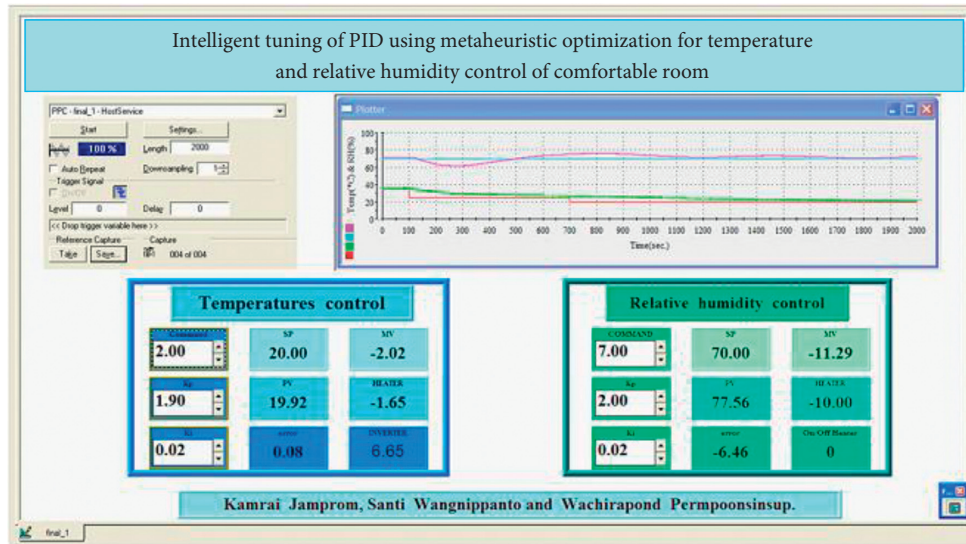 Intelligent tuning of PID using metaheuristic optimization for temperature
and relative humidity control of comfortable room
PPC - final_1 - HostService
Start
Settings...
100 %
Length
2000
Auto Repeat
Downsampling
1
Trigger Signal
On/Off
Level
0
Delay
0
<< Drop trigger variable here >>
Reference Capture
Capture
Take
Save...
004 of 004
Plotter
Temp(°C) & RH(%)
100
80
60
40
20
0
0 100 200 300 400 500 600 700 800 900 1000 1100 1200 1300 1400 1500 1600 1700 1800 1900 2000
Time(sec.)
Temperatures control
Command
SP
MV
2.00
20.00
-2.02
Kp
PV
HEATER
1.90
19.92
-1.65
Ki
error
INVERTER
0.02
0.08
6.65
Relative humidity control
COMMAND
SP
MV
7.00
70.00
-11.29
Kp
PV
HEATER
2.00
77.56
-10.00
Ki
error
On Off Heater
0.02
-6.46
0
Kamrai Jamprom, Santi Wangnippanto and Wachirapond Permpoonsinsup.
final_1